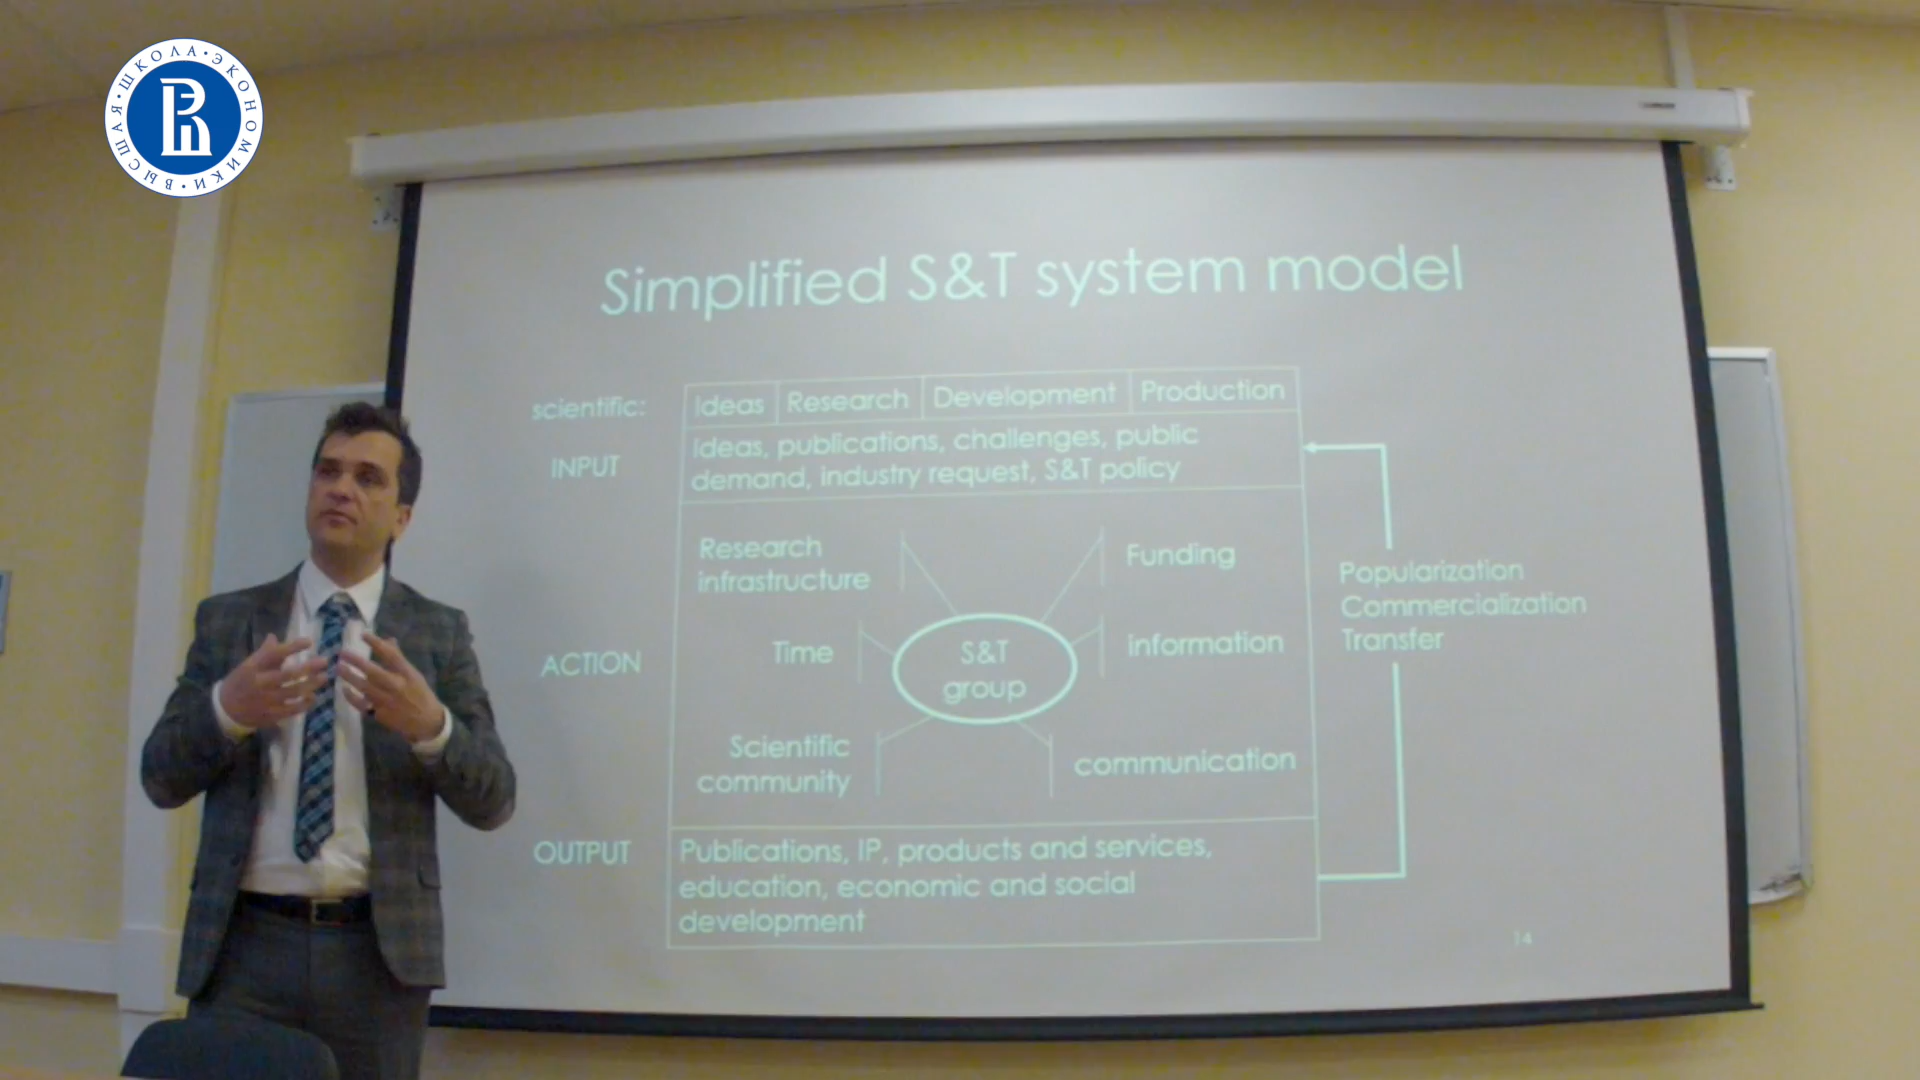 ВЫСШАЯ • ШКОЛА • ЭКОНОМИКИ •
Simplified S&T system model
scientific:
Ideas
Research
Development
Production
INPUT
Ideas, publications, challenges, public
demand, industry request, S&T policy
Research
infrastructure
Funding
Time
S&T
group
information
ACTION
Scientific
community
communication
Popularization
Commercialization
Transfer
OUTPUT
Publications, IP, products and services,
education, economic and social
development
14